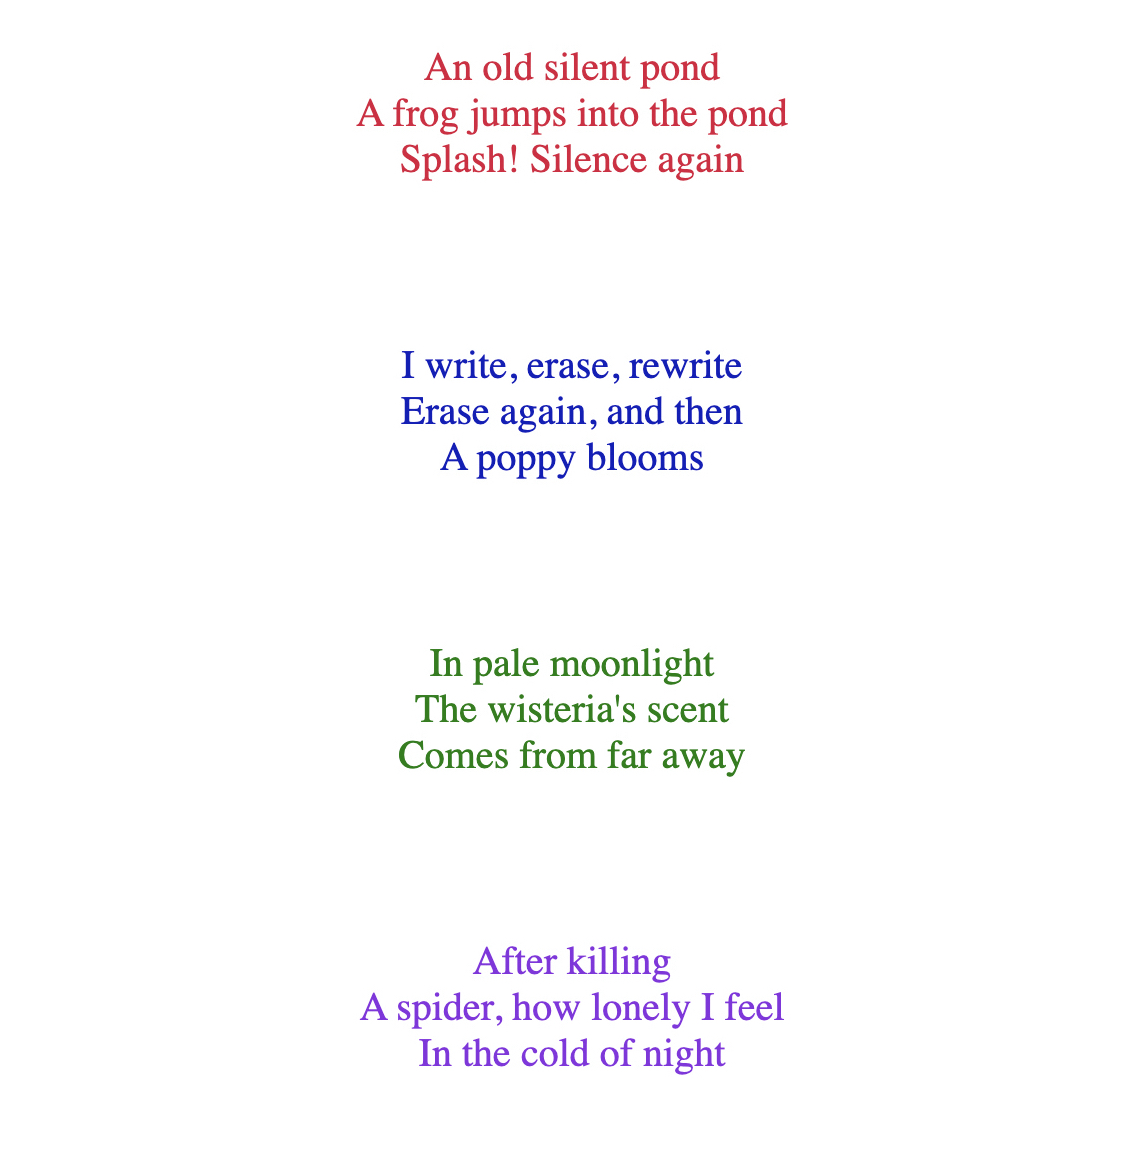 An old silent pond
A frog jumps into the pond
Splash! Silence again
I write, erase, rewrite
Erase again, and then
A poppy blooms
In pale moonlight
The wisteria's scent
Comes from far away
After killing
A spider, how lonely I feel
In the cold of night